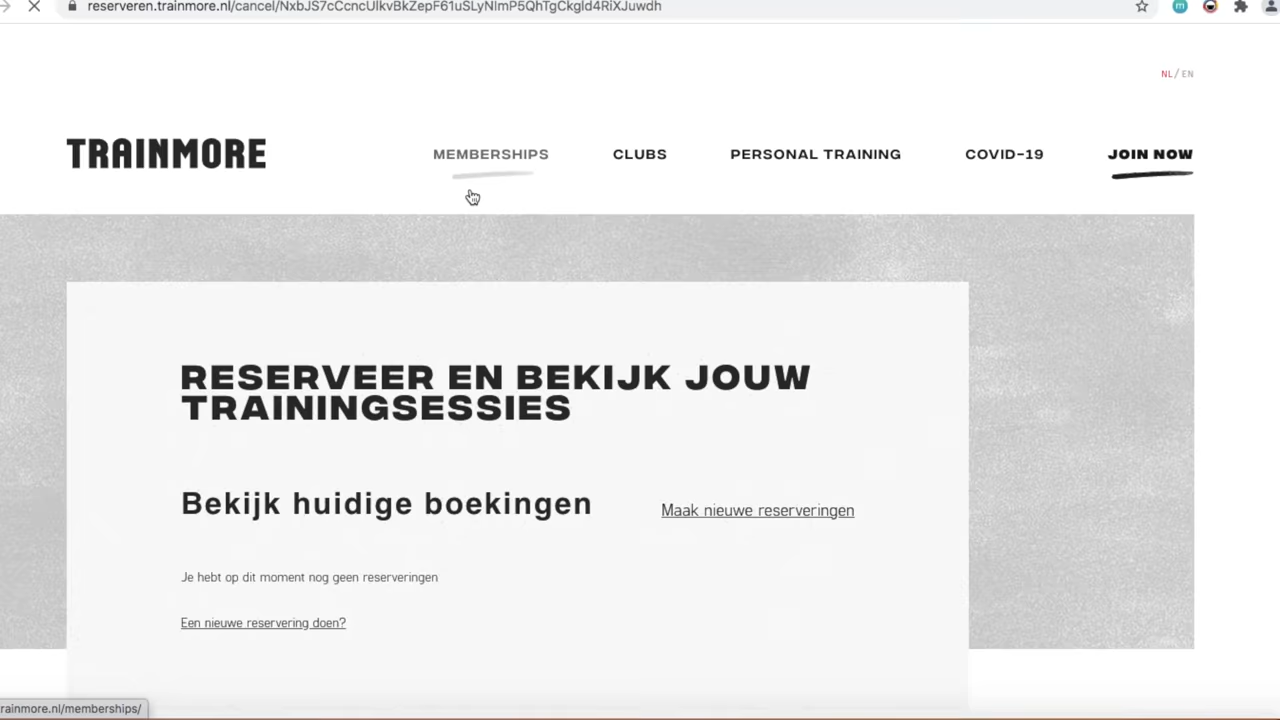 reserveren.trainmore.nl/cancel/NxbJS7cCcncUlkvBkZepF61uSLyNlmP5QhTgCkgld4RiXJuwdh
NL/EN
TRAINMORE
MEMBERSHIPS
CLUBS
PERSONAL TRAINING
COVID-19
JOIN NOW
RESERVEER EN BEKIJK JOUW
TRAININGSESSIES
Bekijk huidige boekingen
Maak nieuwe reserveringen
Je hebt op dit moment nog geen reserveringen
Een nieuwe reservering doen?
rainmore.nl/memberships/